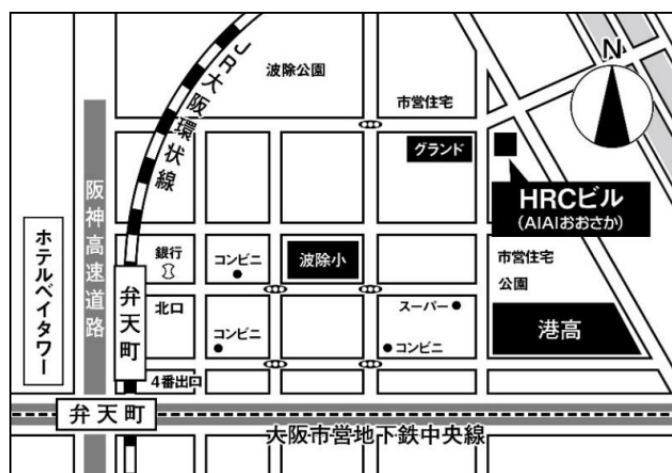 JR大阪環状線
波除公園
市営住宅
N
グランド
HRCビル
(AIAIおおさか)
阪神高速道路
ホテルベイタワー
銀行
コンビニ
波除小
市営住宅
公園
弁天町
北口
スーパー
コンビニ
コンビニ
港高
4番出口
弁天町
大阪市営地下鉄中央線